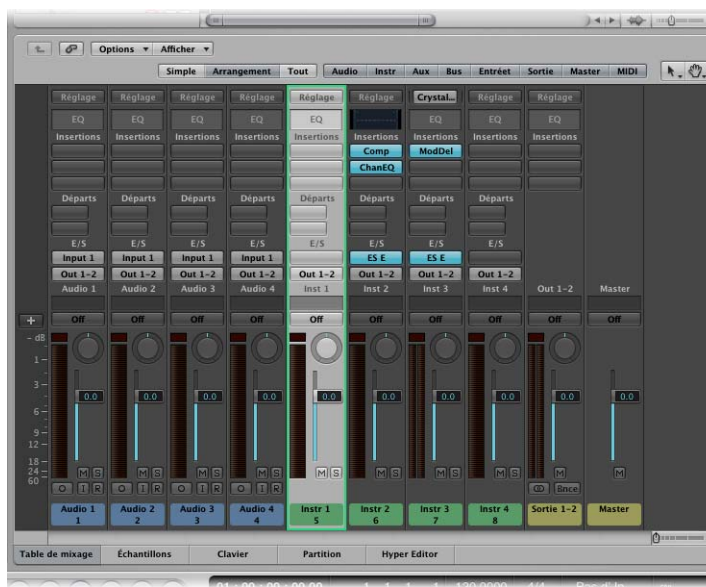 Options Afficher
Simple Arrangement Tout Audio Instr Aux Bus Entréet Sortie Master MIDI
Réglage Réglage Réglage Réglage Réglage Réglage Crystal... Réglage Réglage
EQ EQ EQ EQ EQ EQ EQ EQ
Insertions Insertions Insertions Insertions Insertions Insertions Insertions Insertions Insertions
Comp ModDel
ChanEQ
Départs Départs Départs Départs Départs Départs Départs Départs
E/S E/S E/S E/S E/S E/S E/S E/S
Input 1 Input 1 Input 1 Input 1 ES E ES E
Out 1-2 Out 1-2 Out 1-2 Out 1-2 Out 1-2 Out 1-2 Out 1-2 Out 1-2
Audio 1 Audio 2 Audio 3 Audio 4 Inst 1 Inst 2 Inst 3 Inst 4 Out 1-2 Master
+ Off Off Off Off Off Off Off Off Off Off
- dB
1
3
0.0 0.0 0.0 0.0 0.0 0.0 0.0 0.0 0.0 0.0
6
9
12
18
24 M S M S M S M S M S M S M S M S M M
60 I R I R I R I R Bnce
Audio 1 Audio 2 Audio 3 Audio 4 Instr 1 Instr 2 Instr 3 Instr 4 Sortie 1-2 Master
1 2 3 4 5 6 7 8
Table de mixage Échantillons Clavier Partition Hyper Editor